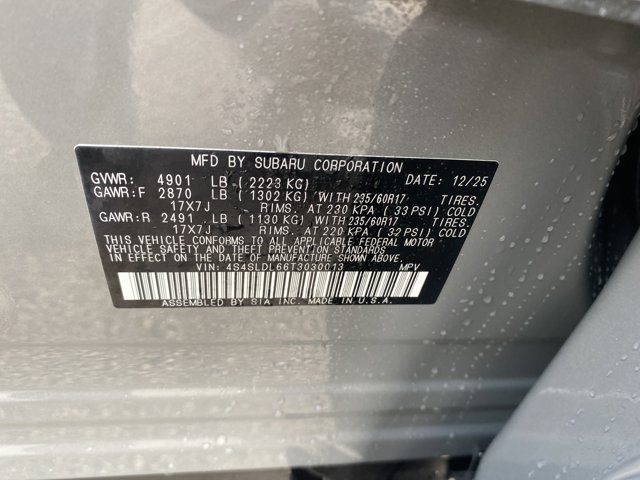 MFD BY SUBARU CORPORATION
GVWR: 4901 LB (2223 KG) DATE: 12/25
GAWR:F 2870 LB (1302 KG) WITH 235/60R17 TIRES.
17X7J RIMS. AT 230 KPA (33 PSI) COLD
GAWR:R 2491 LB (1130 KG) WITH 235/60R17 TIRES.
17X7J RIMS. AT 220 KPA (32 PSI) COLD
THIS VEHICLE CONFORMS TO ALL APPLICABLE FEDERAL MOTOR
VEHICLE SAFETY AND THEFT PREVENTION STANDARDS
IN EFFECT ON THE DATE OF MANUFACTURE SHOWN ABOVE.
VIN: 4S4SLDL66T3030013 MPV
ASSEMBLED BY SIA INC. MADE IN U.S.A.